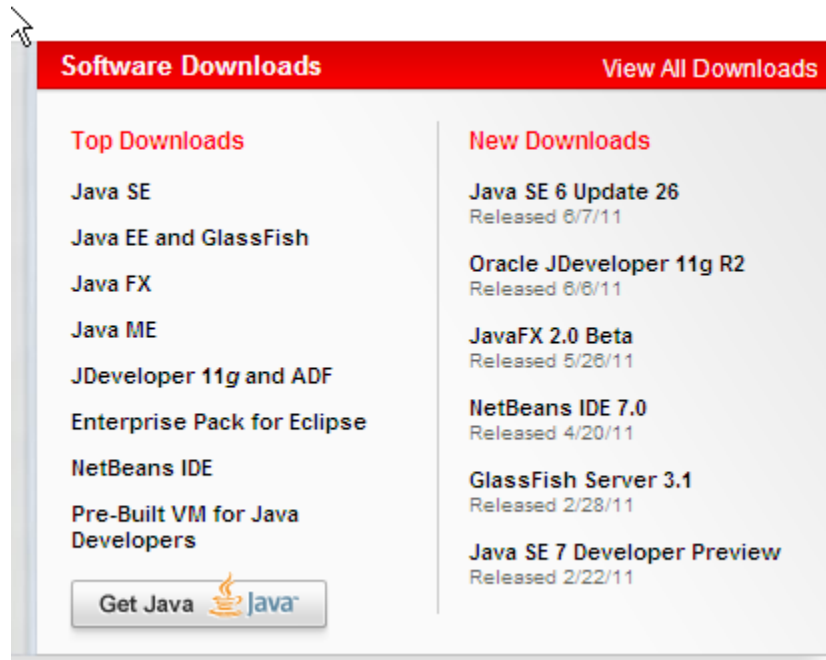 Software Downloads
View All Downloads
Top Downloads
Java SE
Java EE and GlassFish
Java FX
Java ME
JDeveloper 11g and ADF
Enterprise Pack for Eclipse
NetBeans IDE
Pre-Built VM for Java
Developers
Get Java Java™
New Downloads
Java SE 6 Update 26
Released 6/7/11
Oracle JDeveloper 11g R2
Released 6/6/11
JavaFX 2.0 Beta
Released 5/26/11
NetBeans IDE 7.0
Released 4/20/11
GlassFish Server 3.1
Released 2/28/11
Java SE 7 Developer Preview
Released 2/22/11